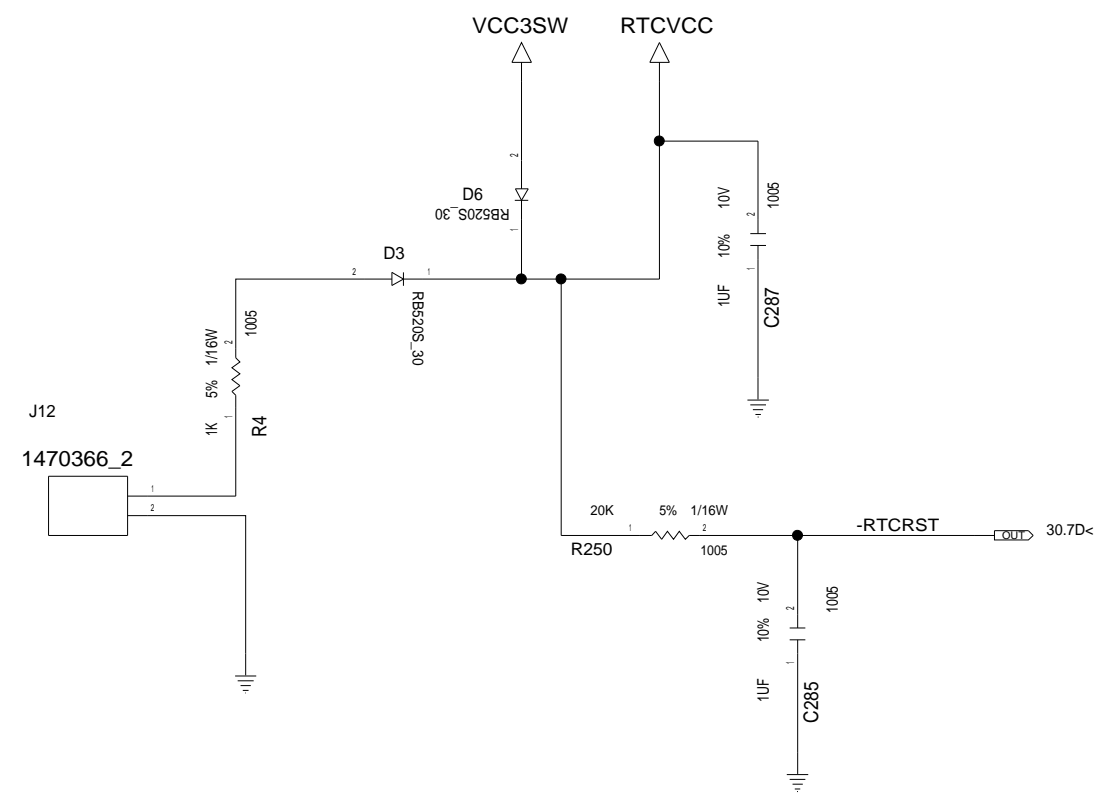 VCC3SW
RTCVCC
2
D6
RB520S_30
1
10V
10%
1UF
1005
2
1
C287
D3
2
1
RB520S_30
1005
1/16W
5%
1K
2
1
R4
J12
1470366_2
1
2
20K
5%
1/16W
1
2
R250
1005
-RTCRST
OUT
30.7D<
10V
10%
1UF
1005
2
1
C285